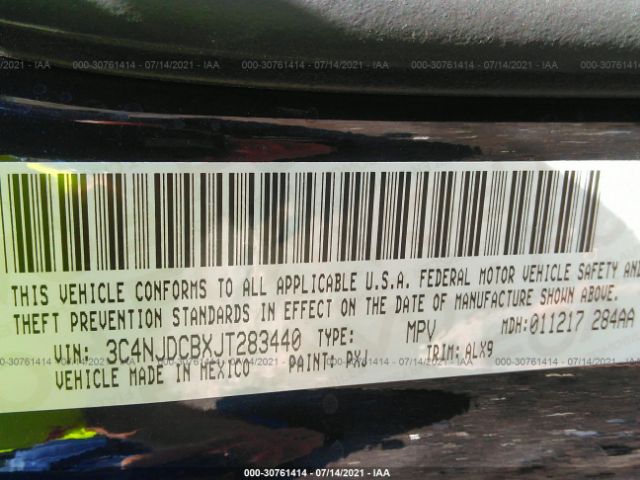 000-30761414 - 07/14/2021 - IAA
THIS VEHICLE CONFORMS TO ALL APPLICABLE U.S.A. FEDERAL MOTOR VEHICLE SAFETY AND
THEFT PREVENTION STANDARDS IN EFFECT ON THE DATE OF MANUFACTURE SHOWN ABOVE.
VIN: 3C4NJDCBXJT283440 TYPE: MPV MDH:011217 284AA
VEHICLE MADE IN MEXICO PAINT: PXJ TRIM: ALX9
000-30761414 - 07/14/2021 - IAA